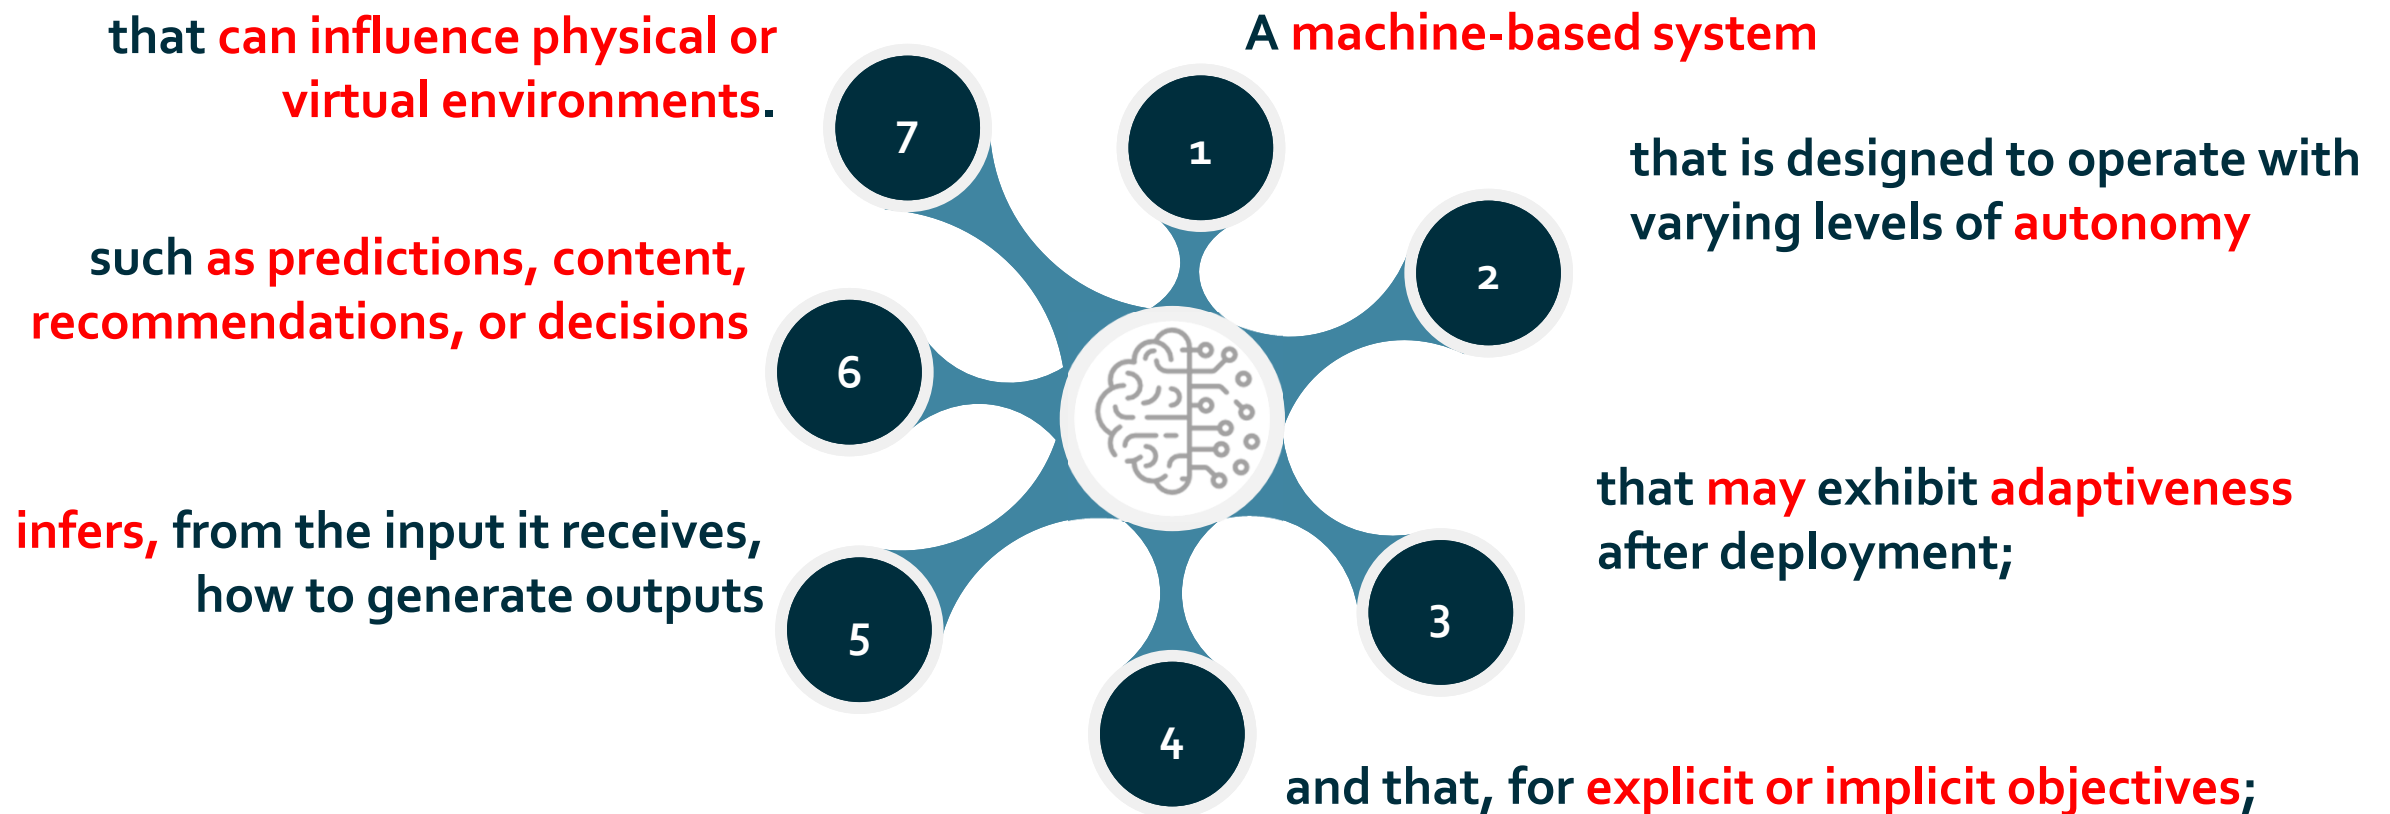 A machine-based system
1
that is designed to operate with
varying levels of autonomy
2
that may exhibit adaptiveness
after deployment;
3
and that, for explicit or implicit objectives;
4
infers, from the input it receives,
how to generate outputs
5
such as predictions, content,
recommendations, or decisions
6
that can influence physical or
virtual environments.
7